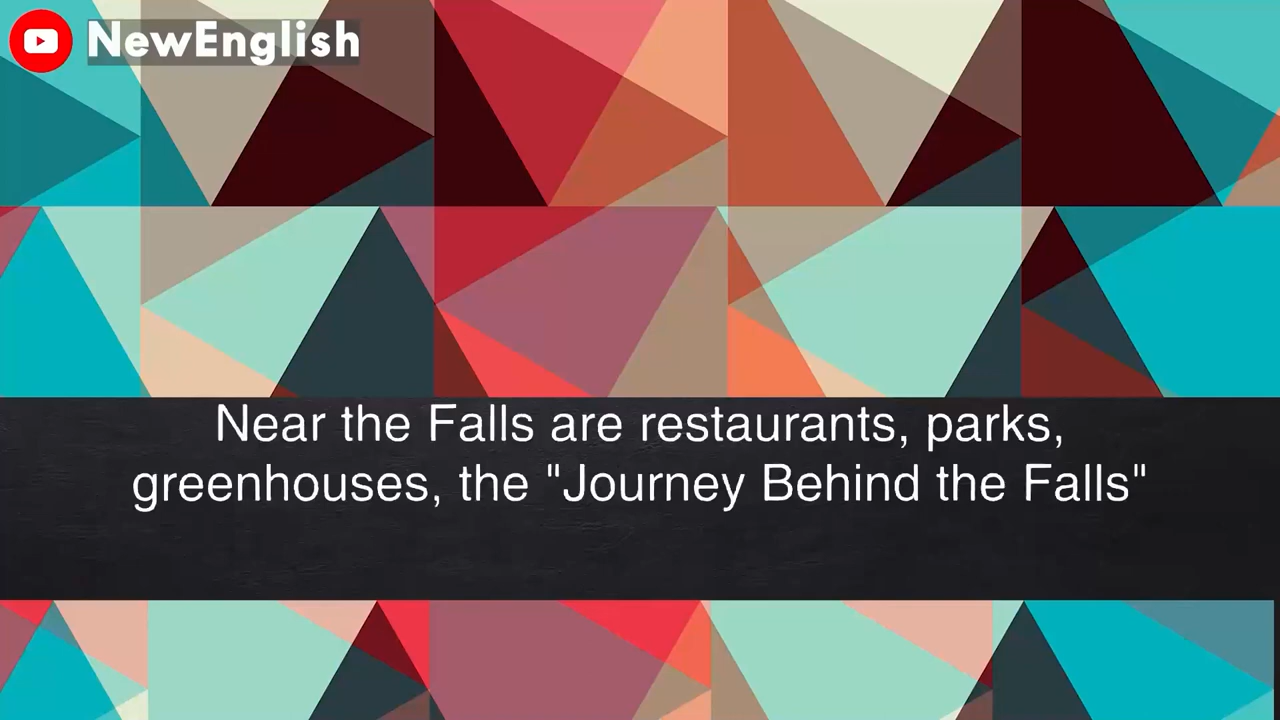 NewEnglish
Near the Falls are restaurants, parks,
greenhouses, the "Journey Behind the Falls"